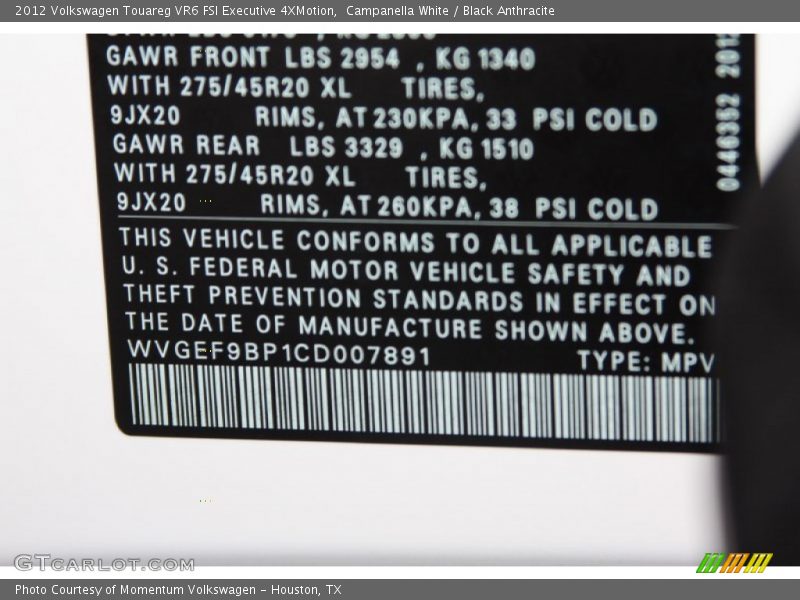 2012 Volkswagen Touareg VR6 FSI Executive 4XMotion, Campanella White / Black Anthracite
GAWR FRONT LBS 2954 , KG 1340
WITH 275/45R20 XL TIRES,
9JX20 RIMS, AT 230KPA, 33 PSI COLD
GAWR REAR LBS 3329 , KG 1510
WITH 275/45R20 XL TIRES,
9JX20 RIMS, AT 260KPA, 38 PSI COLD
0446352 201
THIS VEHICLE CONFORMS TO ALL APPLICABLE
U. S. FEDERAL MOTOR VEHICLE SAFETY AND
THEFT PREVENTION STANDARDS IN EFFECT ON
THE DATE OF MANUFACTURE SHOWN ABOVE.
WVGEF9BP1CD007891 TYPE: MPV
GTCARLOT.COM
Photo Courtesy of Momentum Volkswagen - Houston, TX